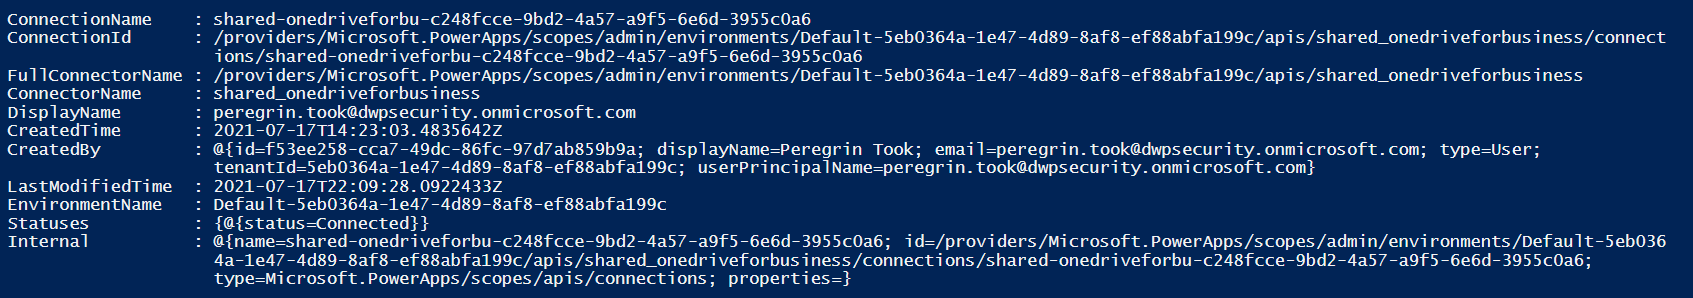 ConnectionName    : shared-onedriveforbu-c248fcce-9bd2-4a57-a9f5-6e6d-3955c0a6
ConnectionId      : /providers/Microsoft.PowerApps/scopes/admin/environments/Default-5eb0364a-1e47-4d89-8af8-ef88abfa199c/apis/shared_onedriveforbusiness/connect
                    ions/shared-onedriveforbu-c248fcce-9bd2-4a57-a9f5-6e6d-3955c0a6
FullConnectorName : /providers/Microsoft.PowerApps/scopes/admin/environments/Default-5eb0364a-1e47-4d89-8af8-ef88abfa199c/apis/shared_onedriveforbusiness
ConnectorName     : shared_onedriveforbusiness
DisplayName       : peregrin.took@dwpsecurity.onmicrosoft.com
CreatedTime       : 2021-07-17T14:23:03.4835642Z
CreatedBy         : @{id=f53ee258-cca7-49dc-86fc-97d7ab859b9a; displayName=Peregrin Took; email=peregrin.took@dwpsecurity.onmicrosoft.com; type=User;
                    tenantId=5eb0364a-1e47-4d89-8af8-ef88abfa199c; userPrincipalName=peregrin.took@dwpsecurity.onmicrosoft.com}
LastModifiedTime  : 2021-07-17T22:09:28.0922433Z
EnvironmentName   : Default-5eb0364a-1e47-4d89-8af8-ef88abfa199c
Statuses          : {@{status=Connected}}
Internal          : @{name=shared-onedriveforbu-c248fcce-9bd2-4a57-a9f5-6e6d-3955c0a6; id=/providers/Microsoft.PowerApps/scopes/admin/environments/Default-5eb036
                    4a-1e47-4d89-8af8-ef88abfa199c/apis/shared_onedriveforbusiness/connections/shared-onedriveforbu-c248fcce-9bd2-4a57-a9f5-6e6d-3955c0a6;
                    type=Microsoft.PowerApps/scopes/apis/connections; properties=}